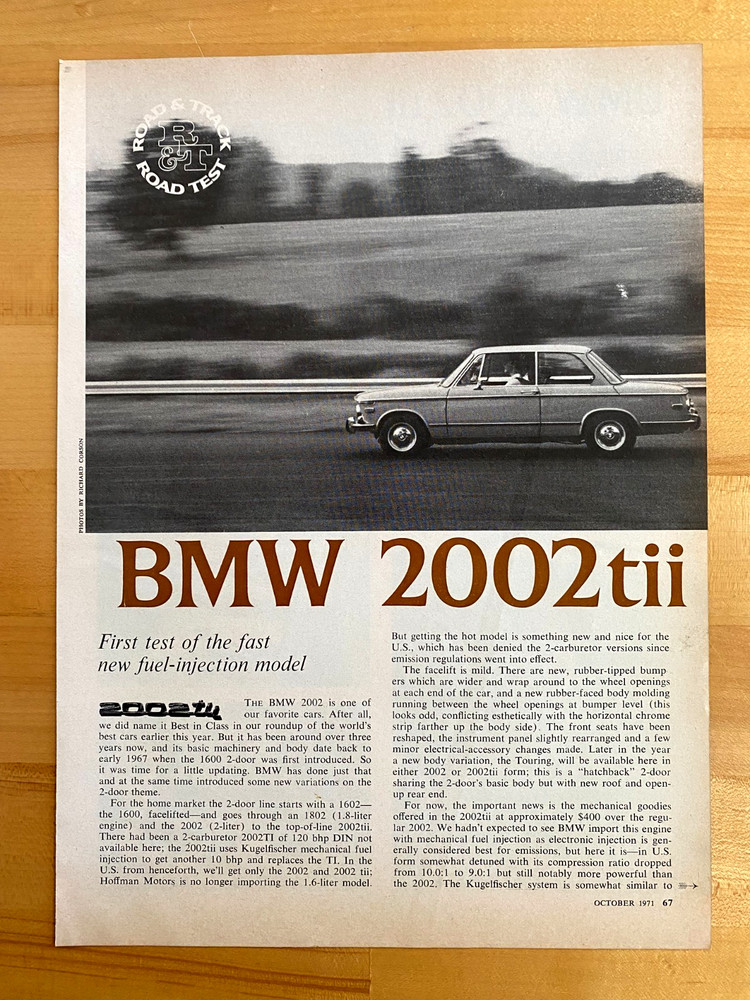 ROAD & TRACK
R&T
ROAD TEST
PHOTOS BY RICHARD CORSON
BMW 2002tii
First test of the fast
new fuel-injection model
2002tii
THE BMW 2002 is one of
our favorite cars. After all,
we did name it Best in Class in our roundup of the world's
best cars earlier this year. But it has been around over three
years now, and its basic machinery and body date back to
early 1967 when the 1600 2-door was first introduced. So
it was time for a little updating. BMW has done just that
and at the same time introduced some new variations on the
2-door theme.
For the home market the 2-door line starts with a 1602—
the 1600, facelifted—and goes through an 1802 (1.8-liter
engine) and the 2002 (2-liter) to the top-of-line 2002tii.
There had been a 2-carburetor 2002TI of 120 bhp DIN not
available here; the 2002tii uses Kugelfischer mechanical fuel
injection to get another 10 bhp and replaces the TI. In the
U.S. from henceforth, we'll get only the 2002 and 2002 tii;
Hoffman Motors is no longer importing the 1.6-liter model.
But getting the hot model is something new and nice for the
U.S., which has been denied the 2-carburetor versions since
emission regulations went into effect.
The facelift is mild. There are new, rubber-tipped bump-
ers which are wider and wrap around to the wheel openings
at each end of the car, and a new rubber-faced body molding
running between the wheel openings at bumper level (this
looks odd, conflicting esthetically with the horizontal chrome
strip farther up the body side). The front seats have been
reshaped, the instrument panel slightly rearranged and a few
minor electrical-accessory changes made. Later in the year
a new body variation, the Touring, will be available here in
either 2002 or 2002tii form; this is a "hatchback" 2-door
sharing the 2-door's basic body but with new roof and open-
up rear end.
For now, the important news is the mechanical goodies
offered in the 2002tii at approximately $400 over the regu-
lar 2002. We hadn't expected to see BMW import this engine
with mechanical fuel injection as electronic injection is gen-
erally considered best for emissions, but here it is—in U.S.
form somewhat detuned with its compression ratio dropped
from 10.0:1 to 9.0:1 but still notably more powerful than
the 2002. The Kugelfischer system is somewhat similar to
OCTOBER 1971 67